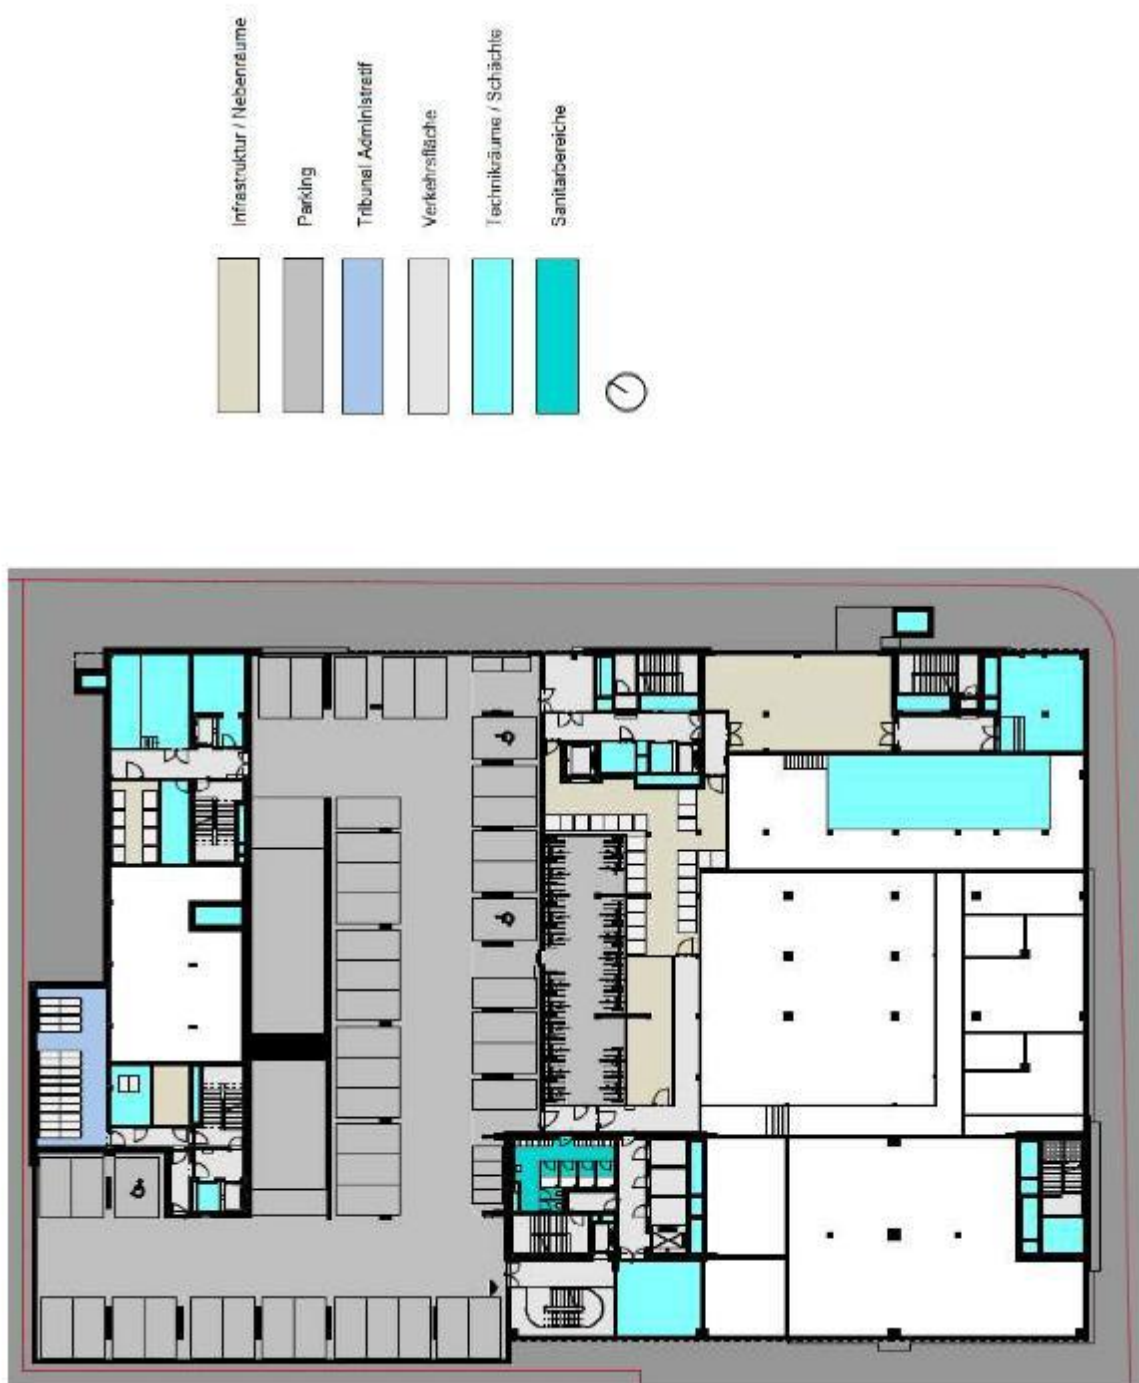 Infrastruktur / Nebenräume
Parking
Tribunal Administratif
Verkehrsfläche
Technikräume / Schächte
Sanitärbereiche